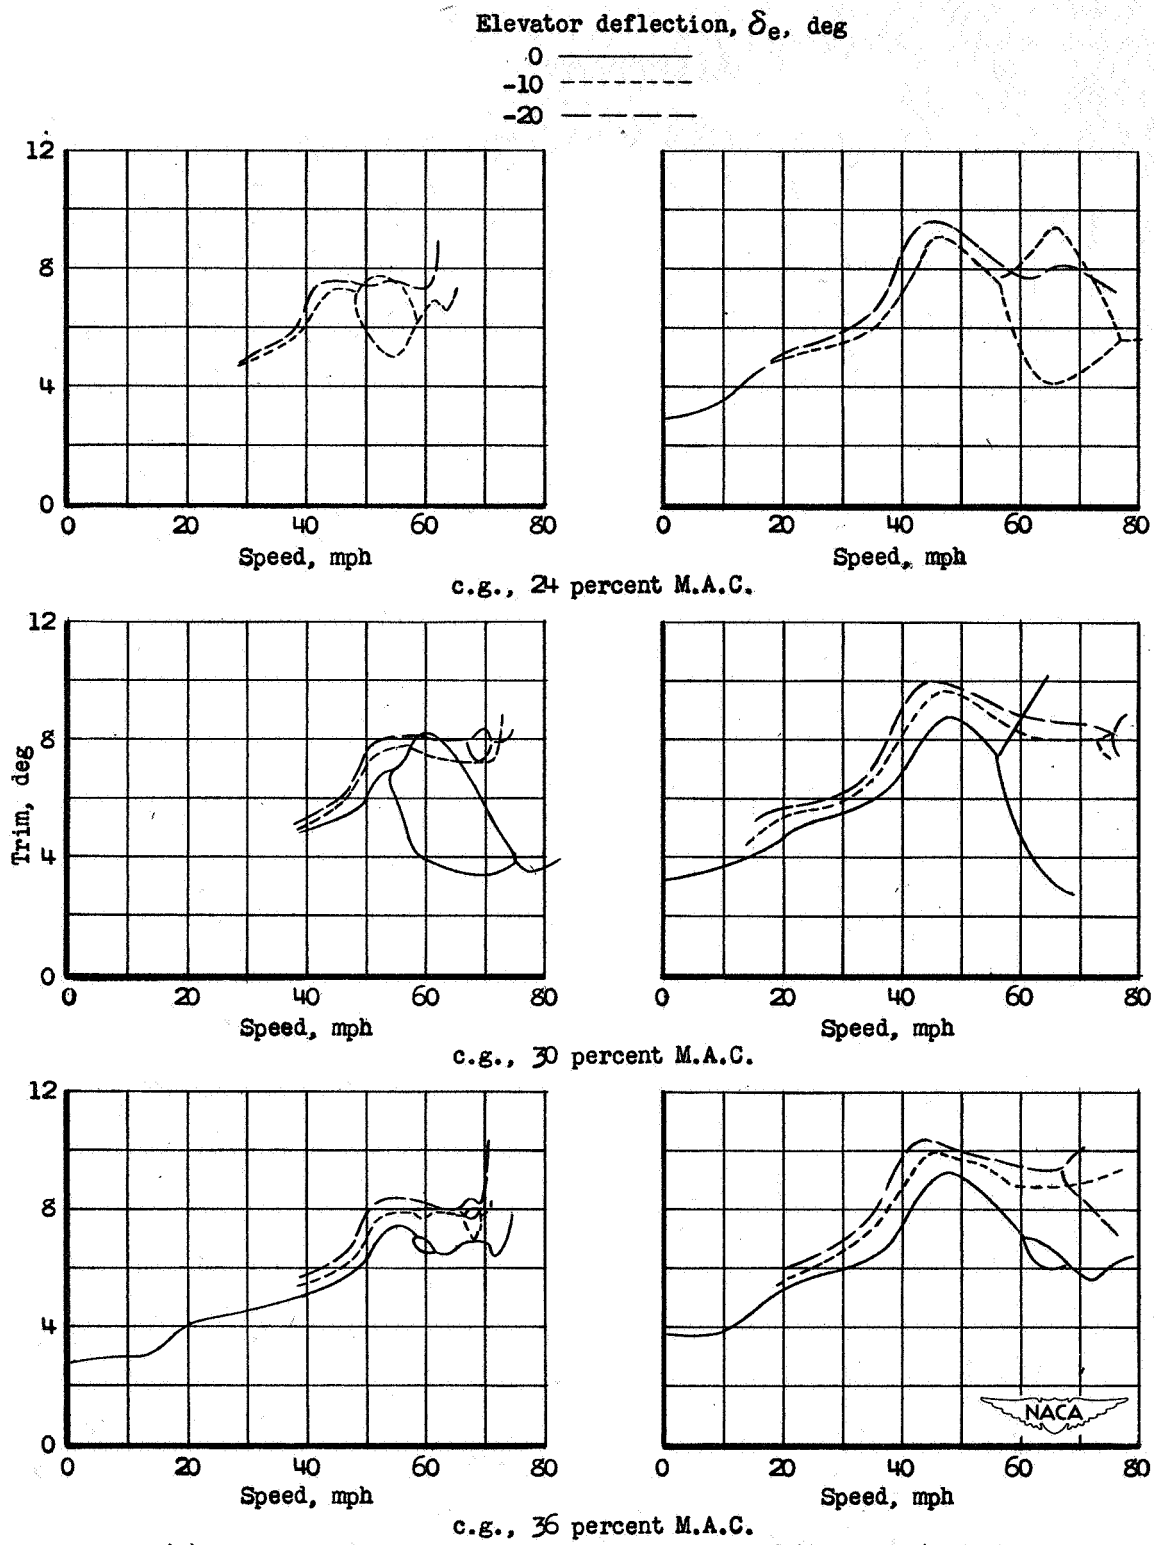 Elevator deflection, δe, deg
0
-10
-20
12
8
4
0
0 20 40 60 80
0 20 40 60 80
Speed, mph
Speed, mph
c.g., 24 percent M.A.C.
12
8
4
0
Trim, deg
0 20 40 60 80
0 20 40 60 80
Speed, mph
Speed, mph
c.g., 30 percent M.A.C.
12
8
4
0
NACA
0 20 40 60 80
0 20 40 60 80
Speed, mph
Speed, mph
c.g., 36 percent M.A.C.